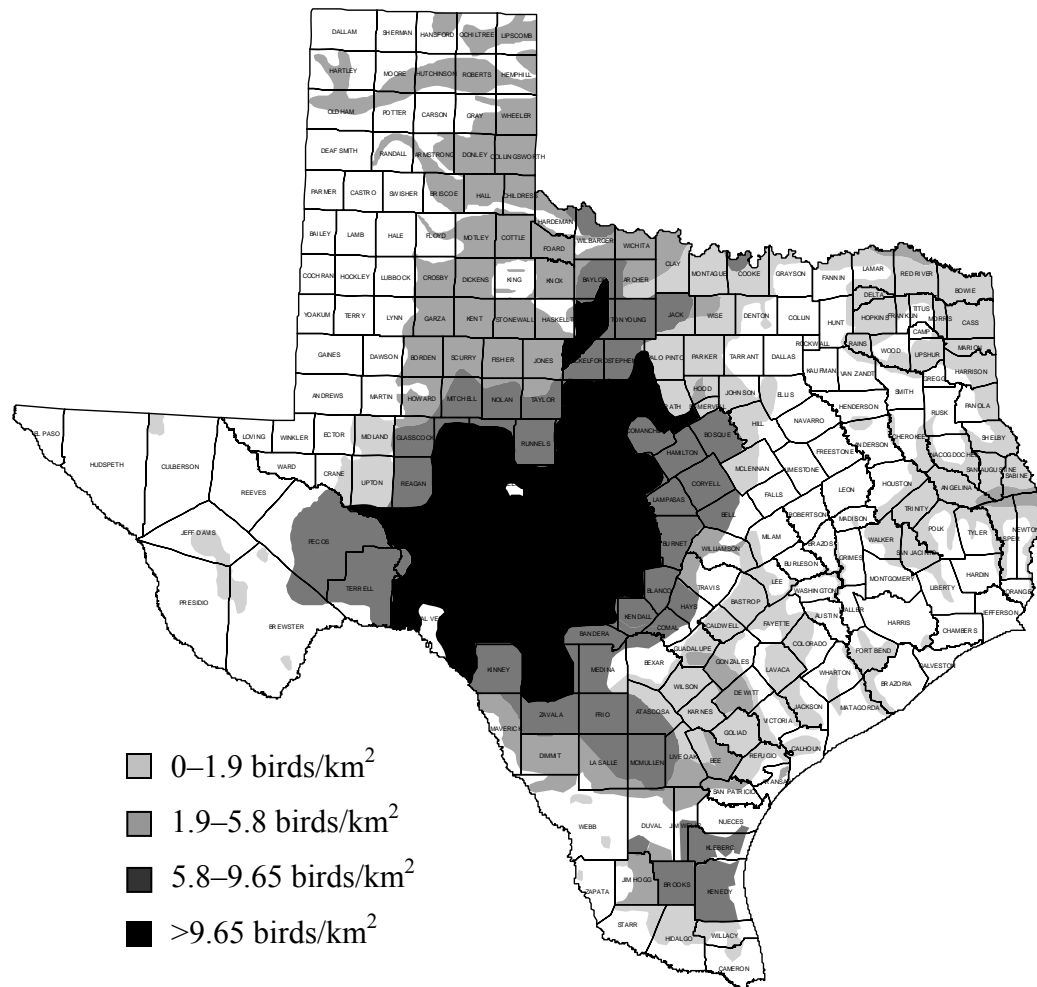 DALLAM SHERMAN HANSFORD OCHILTREE LIPSCOMB
HARTLEY MOORE HUTCHINSON ROBERTS HEMPHILL
OLDHAM POTTER CARSON GRAY WHEELER
DEAF SMITH RANDALL ARMSTRONG DONLEY COLLINGSWORTH
PARMER CASTRO SWISHER BRISCOE HALL CHILDRESS
HARDEMAN
BAILEY LAMB HALE FLOYD MOTLEY COTTLE FOARD WILBARGER WICHITA
CLAY MONTAGUE COOKE GRAYSON FANNIN LAMAR RED RIVER BOWIE
COCHRAN HOCKLEY LUBBOCK CROSBY DICKENS KING KNOX BAYLOR ARCHER
DELTA TITUS MORRIS CASS
YOAKUM TERRY LYNN GARZA KENT STONEWALL HASKELL TON YOUNG JACK WISE DENTON COLLIN HUNT HOPKINS FRANKLIN CAMP
ROCKWALL RAINS WOOD UPSHUR MARION
GAINES DAWSON BORDEN SCURRY FISHER JONES CKELFORD STEPHENS PALO PINTO PARKER TARRANT DALLAS KAUFMAN VAN ZANDT GREGG HARRISON
ANDREWS MARTIN HOWARD MITCHELL NOLAN TAYLOR RATH HOOD SOMERVELL JOHNSON ELLIS HENDERSON SMITH RUSK PANOLA
EL PASO HUDSPETH CULBERSON LOVING WINKLER ECTOR MIDLAND GLASSCOCK RUNNELS COMANCHE BOSQUE HILL NAVARRO ANDERSON CHEROKEE SHELBY
REEVES WARD CRANE UPTON REAGAN HAMILTON MCLENNAN LIMESTONE FREESTONE NACOGDOCHES SAN AUGUSTINE SABINE
LAMPASAS CORYELL FALLS LEON HOUSTON ANGELINA
JEFF DAVIS PECOS BELL ROBERTSON MADISON TRINITY POLK TYLER JASPER NEWTON
BURNET WILLIAMSON MILAM BRAZOS GRIMES WALKER SAN JACINTO
PRESIDIO BREWSTER TERRELL BLANCO TRAVIS LEE BURLESON WASHINGTON MONTGOMERY LIBERTY HARDIN ORANGE
VAL VE KENDALL HAYS BASTROP AUSTIN WALLER HARRIS JEFFERSON
BANDERA COMAL CALDWELL FAYETTE COLORADO FORT BEND CHAMBERS
KINNEY MEDINA BEXAR GUADALUPE GONZALES LAVACA WHARTON BRAZORIA GALVESTON
MAVERICK ZAVALA FRIO ATASCOSA WILSON KARNES DE WITT VICTORIA JACKSON MATAGORDA
DIMMIT LA SALLE MCMULLEN LIVE OAK BEE GOLIAD REFUGIO CALHOUN
ARANSAS
WEBB DUVAL JIM WELLS SAN PATRICIO NUECES
KLEBERG
ZAPATA JIM HOGG BROOKS KENEDY
STARR HIDALGO WILLACY
CAMERON
0–1.9 birds/km²
1.9–5.8 birds/km²
5.8–9.65 birds/km²
>9.65 birds/km²